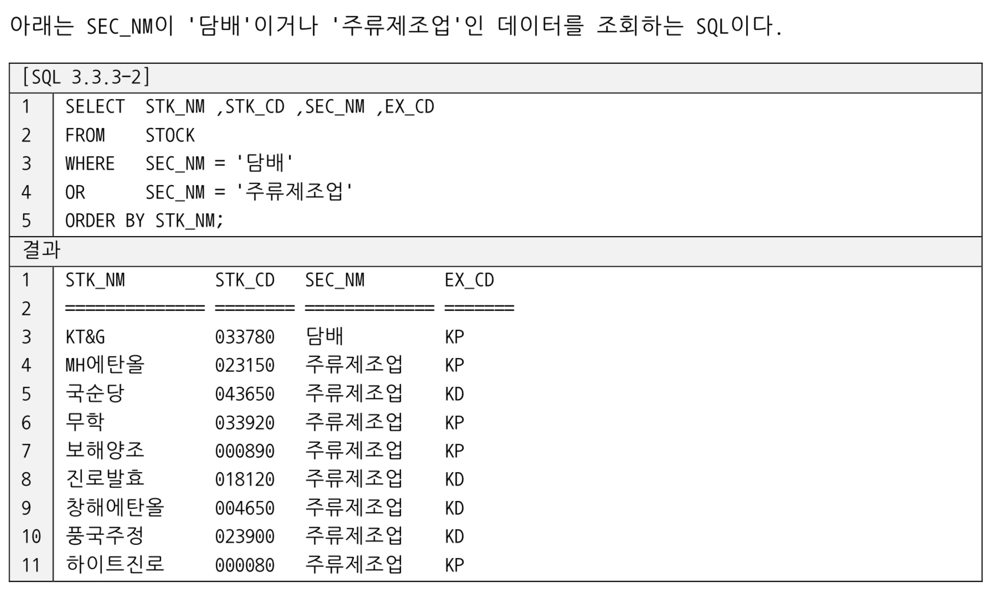 아래는 SEC_NM이 '담배'이거나 '주류제조업'인 데이터를 조회하는 SQL이다.
[SQL 3.3.3-2]
1 SELECT  STK_NM ,STK_CD ,SEC_NM ,EX_CD
2 FROM    STOCK
3 WHERE   SEC_NM = '담배'
4 OR      SEC_NM = '주류제조업'
5 ORDER BY STK_NM;
결과
1 STK_NM         STK_CD   SEC_NM        EX_CD
2 ============== ======== ============= =======
3 KT&G           033780   담배          KP
4 MH에탄올       023150   주류제조업    KP
5 국순당         043650   주류제조업    KD
6 무학           033920   주류제조업    KP
7 보해양조       000890   주류제조업    KP
8 진로발효       018120   주류제조업    KD
9 창해에탄올     004650   주류제조업    KD
10 풍국주정       023900   주류제조업    KD
11 하이트진로     000080   주류제조업    KP